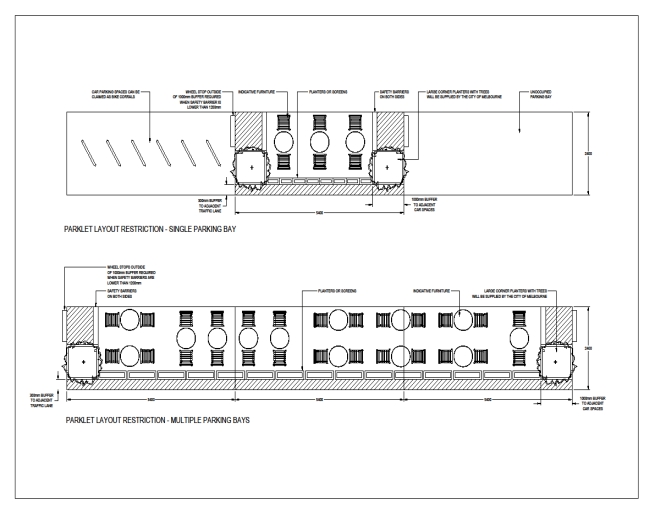 CAR PARKING SPACES CAN BE
CLAIMED AS BIKE CORRALS
WHEEL STOP OUTSIDE
OF 1000mm BUFFER REQUIRED
WHEN SAFETY BARRIER IS
LOWER THAN 1200mm
INDICATIVE FURNITURE
PLANTERS OR SCREENS
SAFETY BARRIERS
ON BOTH SIDES
LARGE CORNER PLANTERS WITH TREES
WILL BE SUPPLIED BY THE CITY OF MELBOURNE
UNOCCUPIED
PARKING BAY
300mm BUFFER
TO ADJACENT
TRAFFIC LANE
5400
1000mm BUFFER
TO ADJACENT
CAR SPACES
PARKLET LAYOUT RESTRICTION - SINGLE PARKING BAY
WHEEL STOPS OUTSIDE
OF 1000mm BUFFER REQUIRED
WHEN SAFETY BARRIERS ARE
LOWER THAN 1200mm
SAFETY BARRIERS
ON BOTH SIDES
PLANTERS OR SCREENS
INDICATIVE FURNITURE
LARGE CORNER PLANTERS WITH TREES
WILL BE SUPPLIED BY THE CITY OF MELBOURNE
300mm BUFFER
TO ADJACENT
TRAFFIC LANE
5400
5400
5400
1000mm BUFFER
TO ADJACENT
CAR SPACES
PARKLET LAYOUT RESTRICTION - MULTIPLE PARKING BAYS